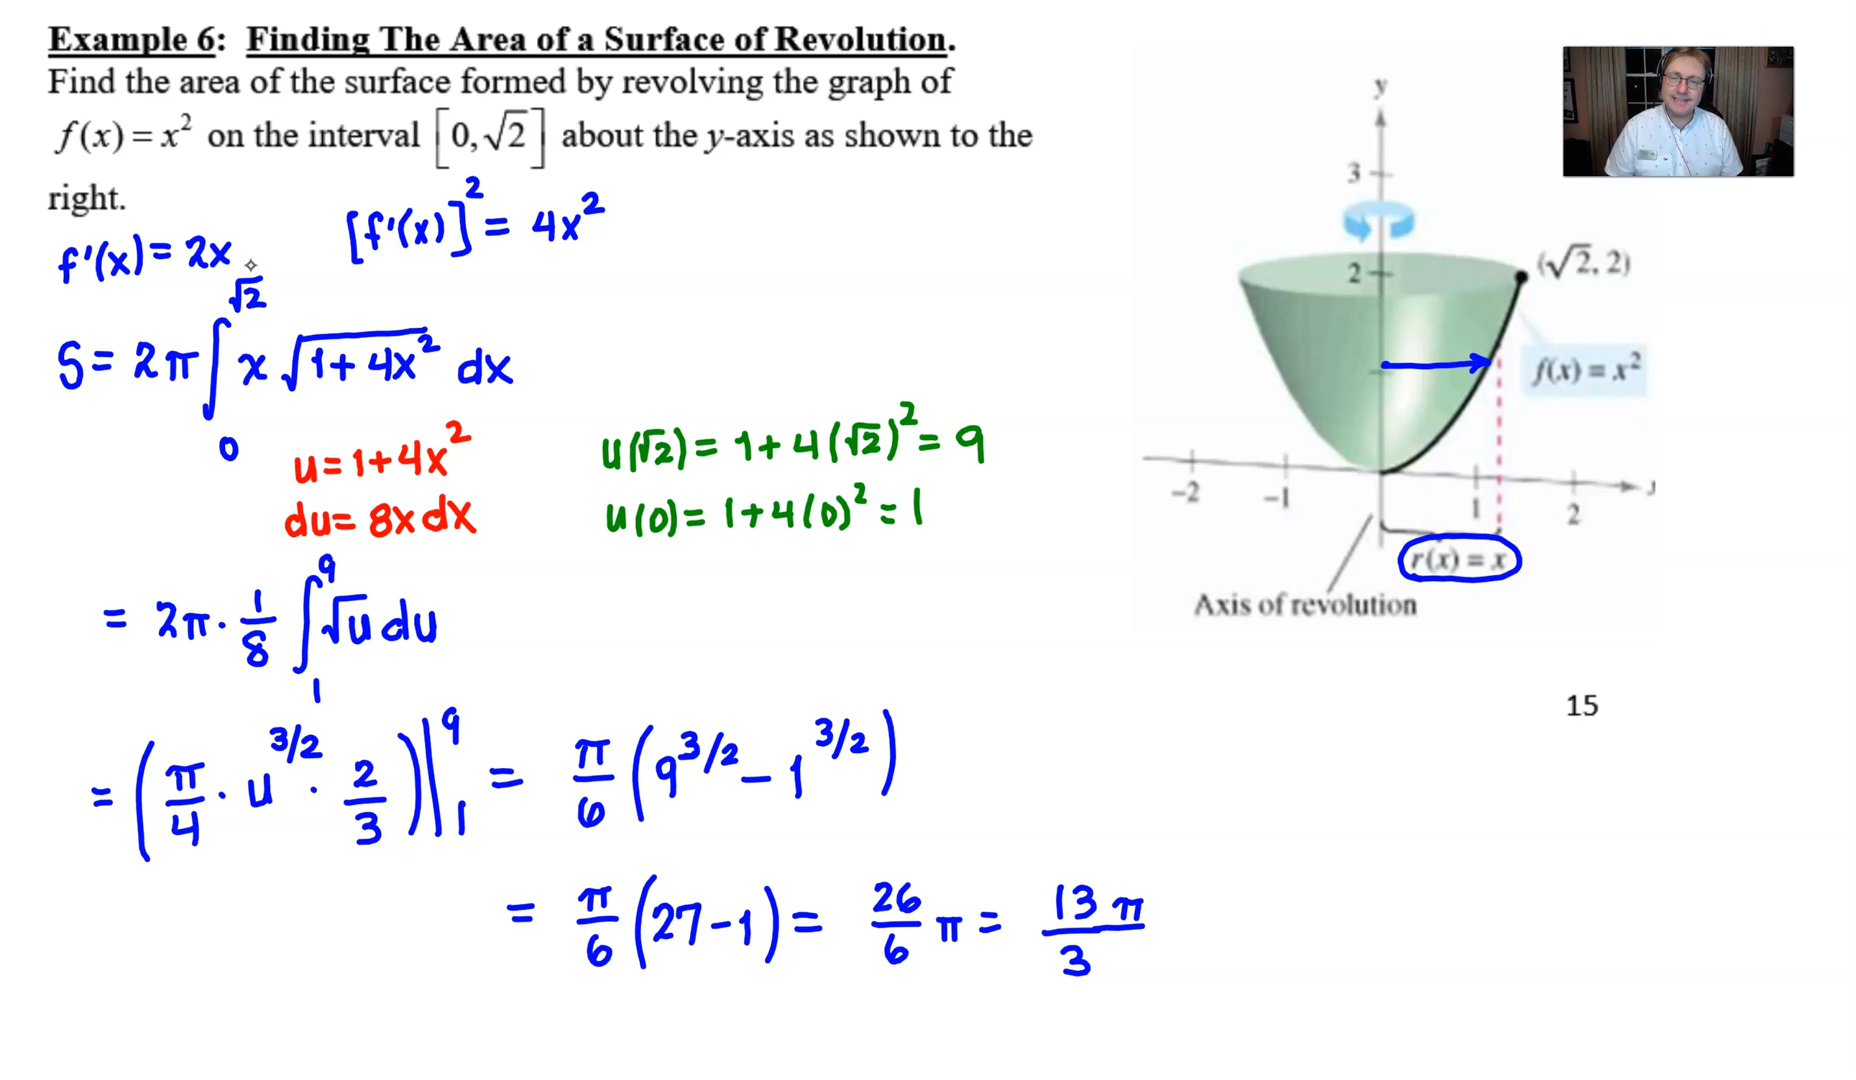 Example 6: Finding The Area of a Surface of Revolution.
Find the area of the surface formed by revolving the graph of
f(x) = x² on the interval [0, √2] about the y-axis as shown to the
right.
f'(x) = 2x
[f'(x)]² = 4x²
S = 2π ∫₀^√2 x √(1 + 4x²) dx
u = 1 + 4x²
du = 8x dx
u(√2) = 1 + 4(√2)² = 9
u(0) = 1 + 4(0)² = 1
= 2π · 1/8 ∫₁⁹ √u du
= (π/4 · u^3/2 · 2/3) |₁⁹ = π/6 (9^3/2 − 1^3/2)
= π/6 (27 − 1) = 26/6 π = 13π/3
y
3
2
(√2, 2)
f(x) = x²
−2 −1 1 2
r(x) = x
Axis of revolution
15